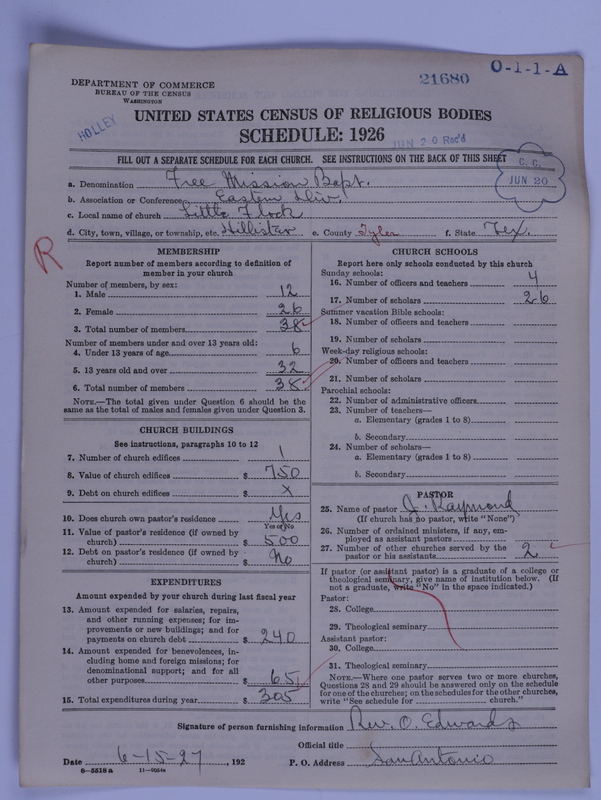 DEPARTMENT OF COMMERCE
BUREAU OF THE CENSUS
WASHINGTON
21680
O-1-1-A
HOLLEY
UNITED STATES CENSUS OF RELIGIOUS BODIES
SCHEDULE: 1926
JUN 20 Rec'd
FILL OUT A SEPARATE SCHEDULE FOR EACH CHURCH. SEE INSTRUCTIONS ON THE BACK OF THIS SHEET
C. C.
JUN 20
a. Denomination Free Mission Bapt.
b. Association or Conference Eastern Div.
c. Local name of church Little Flock
d. City, town, village, or township, etc. Hillister e. County Tyler f. State Tex.
R
MEMBERSHIP
Report number of members according to definition of
member in your church
Number of members, by sex:
1. Male 12
2. Female 26
3. Total number of members 38
Number of members under and over 13 years old:
4. Under 13 years of age 6
5. 13 years old and over 32
6. Total number of members 38
NOTE.—The total given under Question 6 should be
the same as the total of males and females given under Question 3.
CHURCH BUILDINGS
See instructions, paragraphs 10 to 12
7. Number of church edifices 1
8. Value of church edifices $ 750
9. Debt on church edifices $ x
10. Does church own pastor's residence Yes
Yes or No
11. Value of pastor's residence (if owned by
church) $ 500
12. Debt on pastor's residence (if owned by
church) $ No
EXPENDITURES
Amount expended by your church during last fiscal year
13. Amount expended for salaries, repairs,
and other running expenses; for im-
provements or new buildings; and for
payments on church debt $ 240
14. Amount expended for benevolences, in-
cluding home and foreign missions; for
denominational support; and for all
other purposes $ 65
15. Total expenditures during year $ 305
CHURCH SCHOOLS
Report here only schools conducted by this church
Sunday schools:
16. Number of officers and teachers 4
17. Number of scholars 26
Summer vacation Bible schools:
18. Number of officers and teachers
19. Number of scholars
Week-day religious schools:
20. Number of officers and teachers
21. Number of scholars
Parochial schools:
22. Number of administrative officers
23. Number of teachers—
a. Elementary (grades 1 to 8)
b. Secondary
24. Number of scholars—
a. Elementary (grades 1 to 8)
b. Secondary
PASTOR
25. Name of pastor J. Raymond
(If church has no pastor, write "None")
26. Number of ordained ministers, if any, em-
ployed as assistant pastors
27. Number of other churches served by the
pastor or his assistants 2
If pastor (or assistant pastor) is a graduate of a college or
theological seminary, give name of institution below. (If
not a graduate, write "No" in the space indicated.)
Pastor:
28. College
29. Theological seminary
Assistant pastor:
30. College
31. Theological seminary
NOTE.—Where one pastor serves two or more churches,
Questions 28 and 29 should be answered only on the schedule
for one of the churches; on the schedules for the other churches,
write "See schedule for church."
Signature of person furnishing information Rev. O. Edwards
Official title
Date 6-15-27, 192 P. O. Address San Antonio
6-5518a 11-9054a